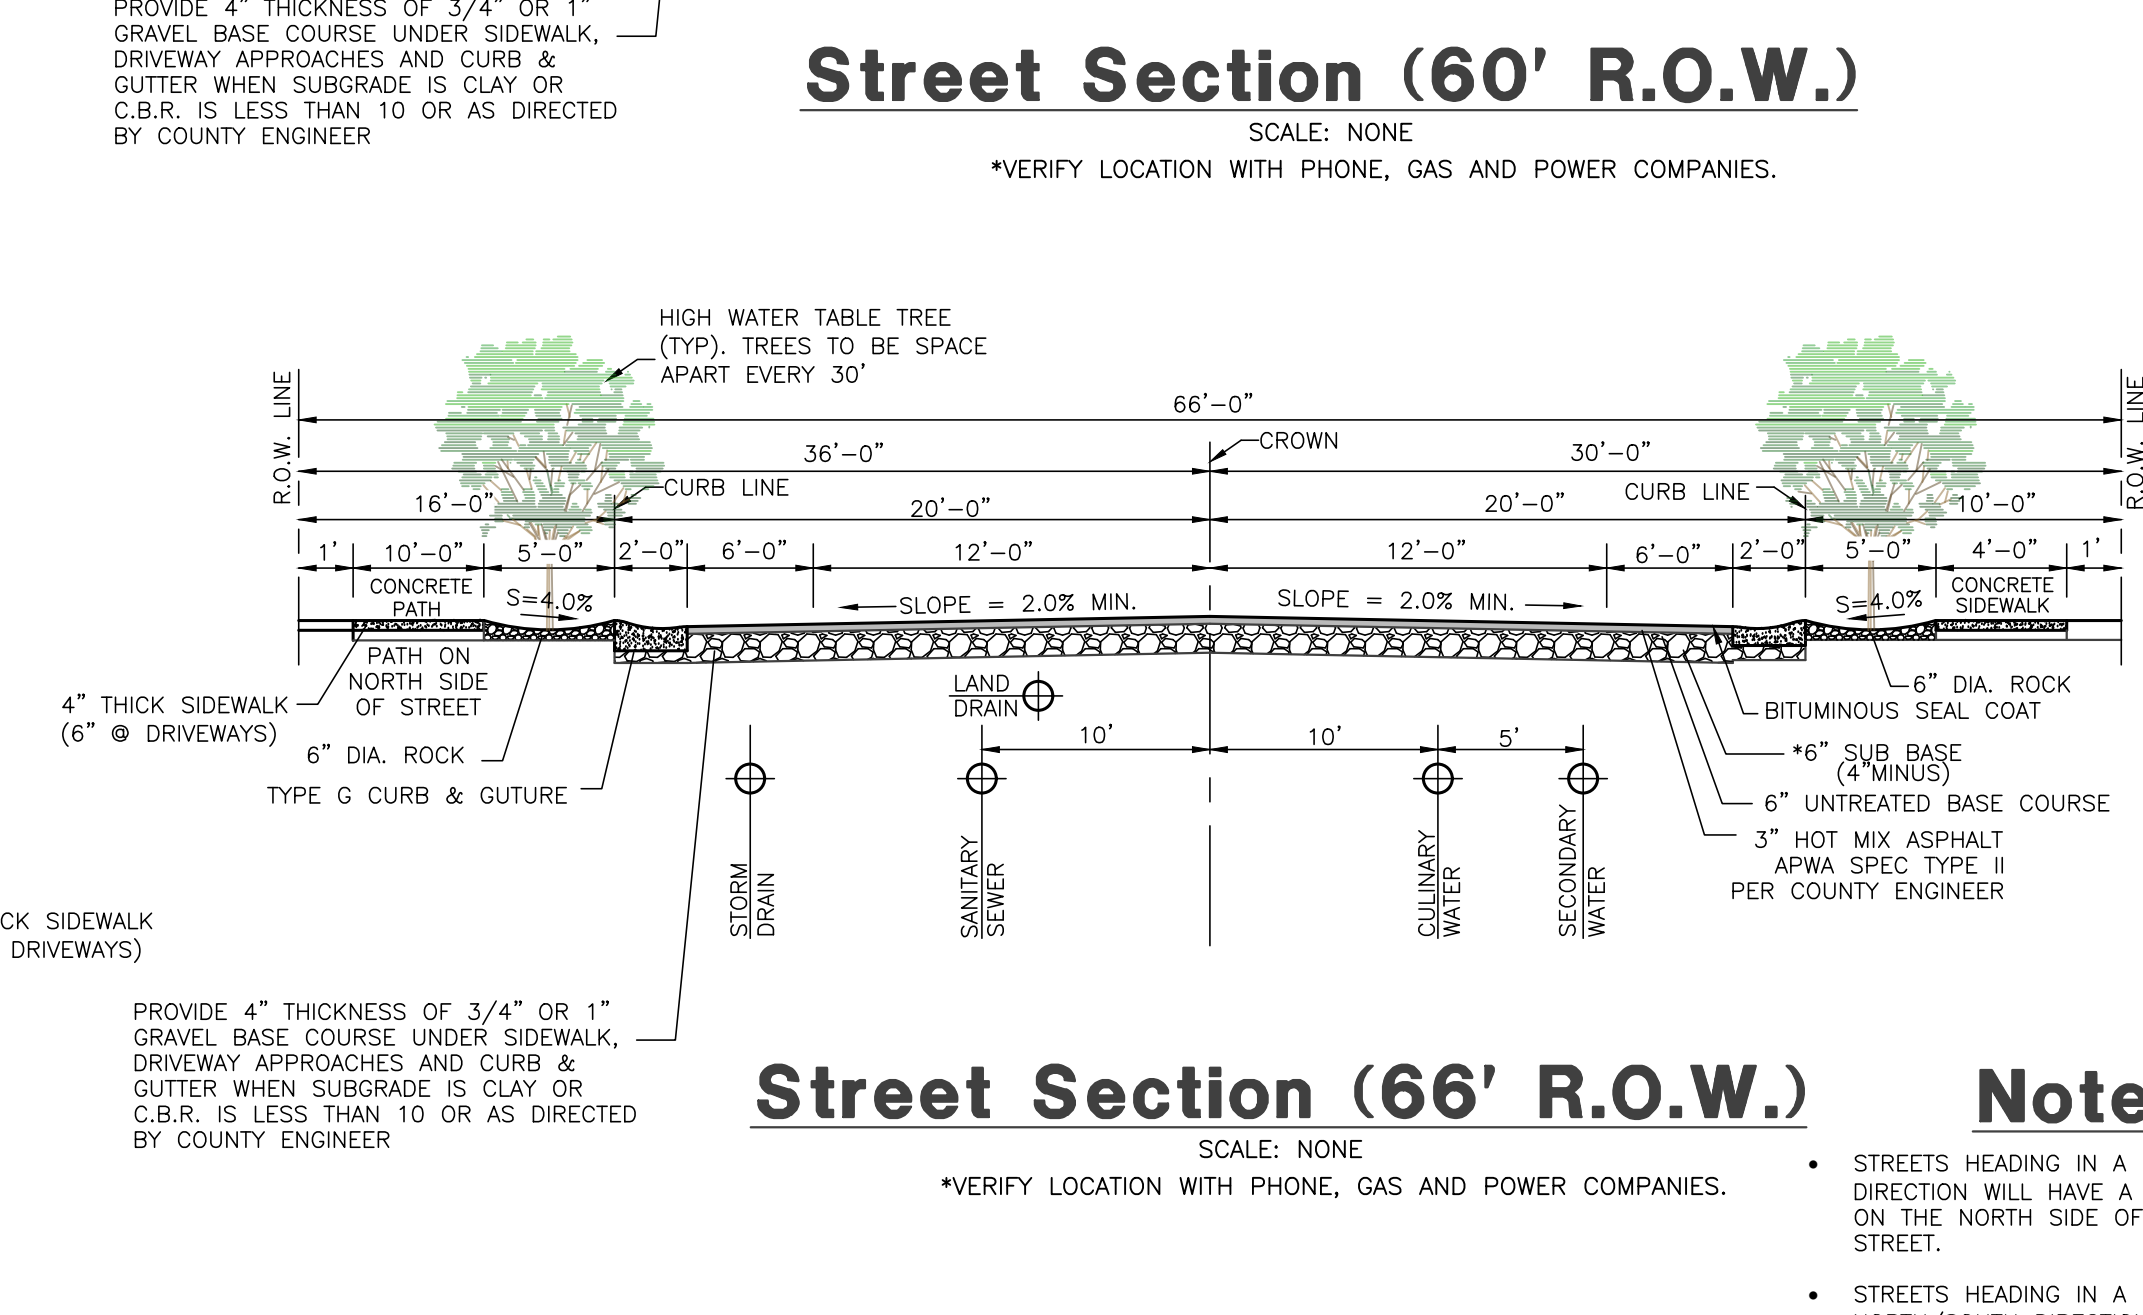 PROVIDE 4" THICKNESS OF 3/4" OR 1"
GRAVEL BASE COURSE UNDER SIDEWALK,
DRIVEWAY APPROACHES AND CURB &
GUTTER WHEN SUBGRADE IS CLAY OR
C.B.R. IS LESS THAN 10 OR AS DIRECTED
BY COUNTY ENGINEER
Street Section (60' R.O.W.)
SCALE: NONE
*VERIFY LOCATION WITH PHONE, GAS AND POWER COMPANIES.
HIGH WATER TABLE TREE
(TYP). TREES TO BE SPACE
APART EVERY 30'
R.O.W. LINE
R.O.W. LINE
66'-0"
CROWN
36'-0"
30'-0"
CURB LINE
CURB LINE
16'-0"
20'-0"
20'-0"
10'-0"
1'
10'-0"
5'-0"
2'-0"
6'-0"
12'-0"
12'-0"
6'-0"
2'-0"
5'-0"
4'-0"
1'
CONCRETE
PATH
S=4.0%
SLOPE = 2.0% MIN.
SLOPE = 2.0% MIN.
S=4.0%
CONCRETE
SIDEWALK
PATH ON
NORTH SIDE
OF STREET
4" THICK SIDEWALK
(6" @ DRIVEWAYS)
6" DIA. ROCK
TYPE G CURB & GUTURE
LAND
DRAIN
10'
10'
5'
STORM
DRAIN
SANITARY
SEWER
CULINARY
WATER
SECONDARY
WATER
6" DIA. ROCK
BITUMINOUS SEAL COAT
*6" SUB BASE
(4"MINUS)
6" UNTREATED BASE COURSE
3" HOT MIX ASPHALT
APWA SPEC TYPE II
PER COUNTY ENGINEER
CK SIDEWALK
DRIVEWAYS)
PROVIDE 4" THICKNESS OF 3/4" OR 1"
GRAVEL BASE COURSE UNDER SIDEWALK,
DRIVEWAY APPROACHES AND CURB &
GUTTER WHEN SUBGRADE IS CLAY OR
C.B.R. IS LESS THAN 10 OR AS DIRECTED
BY COUNTY ENGINEER
Street Section (66' R.O.W.)
SCALE: NONE
*VERIFY LOCATION WITH PHONE, GAS AND POWER COMPANIES.
Note
• STREETS HEADING IN A
DIRECTION WILL HAVE A
ON THE NORTH SIDE OF
STREET.
• STREETS HEADING IN A